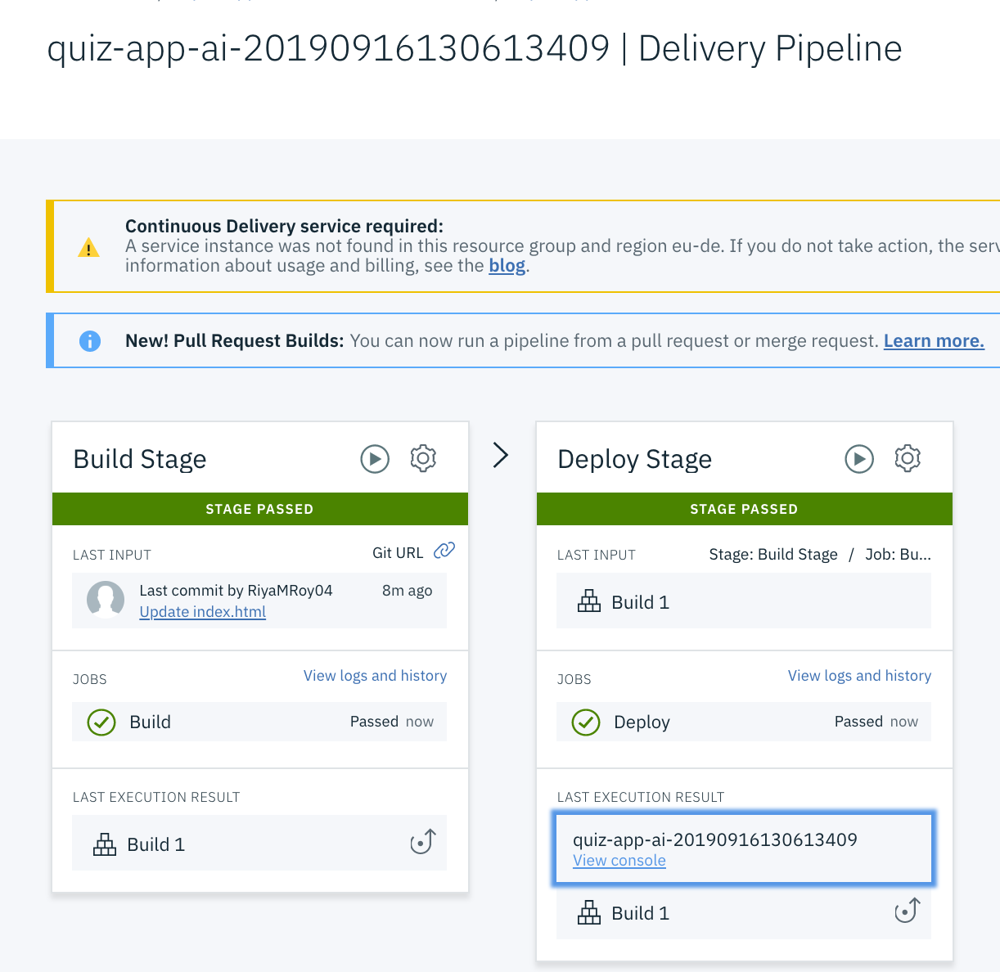 quiz-app-ai-20190916130613409 | Delivery Pipeline
Continuous Delivery service required:
A service instance was not found in this resource group and region eu-de. If you do not take action, the
information about usage and billing, see the blog.
New! Pull Request Builds: You can now run a pipeline from a pull request or merge request. Learn more.
Build Stage
STAGE PASSED
LAST INPUT
Git URL
Last commit by RiyaMRoy04
8m ago
Update index.html
JOBS
View logs and history
Build
Passed now
LAST EXECUTION RESULT
Build 1
Deploy Stage
STAGE PASSED
LAST INPUT
Stage: Build Stage / Job: Bu...
Build 1
JOBS
View logs and history
Deploy
Passed now
LAST EXECUTION RESULT
quiz-app-ai-20190916130613409
View console
Build 1